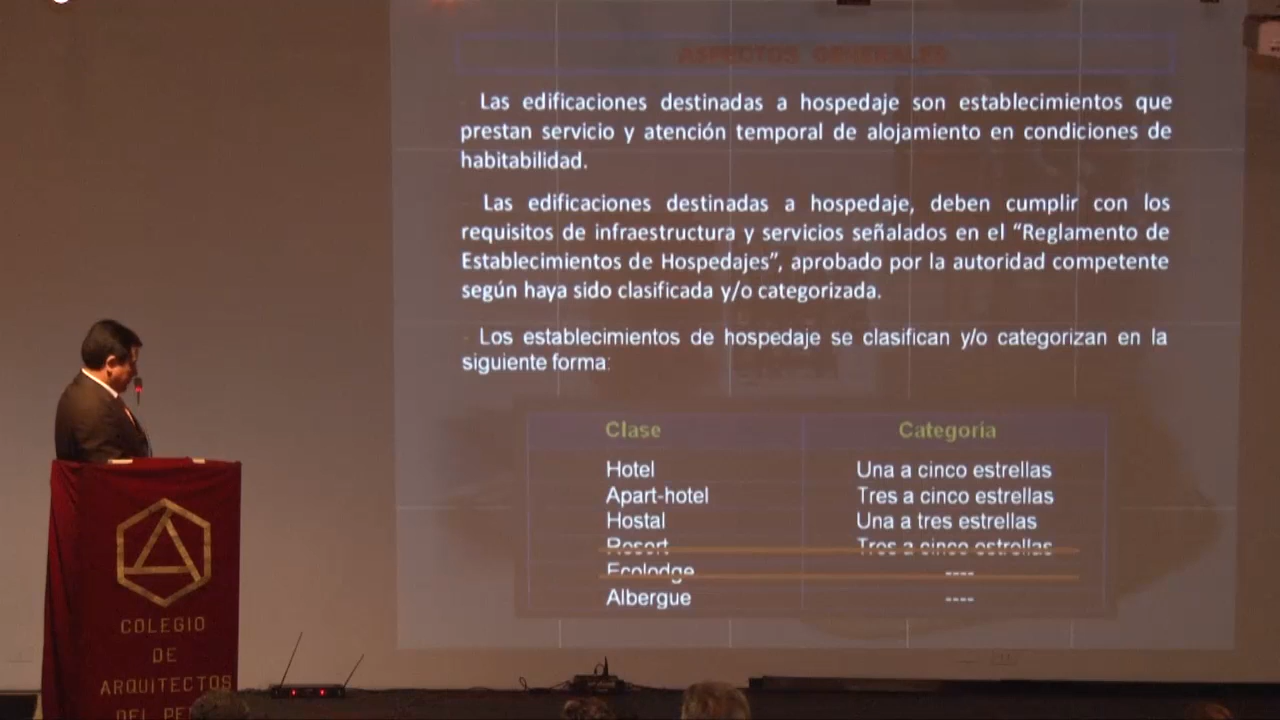 ASPECTOS GENERALES
Las edificaciones destinadas a hospedaje son establecimientos que
prestan servicio y atención temporal de alojamiento en condiciones de
habitabilidad.
Las edificaciones destinadas a hospedaje, deben cumplir con los
requisitos de infraestructura y servicios señalados en el “Reglamento de
Establecimientos de Hospedajes”, aprobado por la autoridad competente
según haya sido clasificada y/o categorizada.
- Los establecimientos de hospedaje se clasifican y/o categorizan en la
siguiente forma:
Clase Categoría
Hotel Una a cinco estrellas
Apart-hotel Tres a cinco estrellas
Hostal Una a tres estrellas
Resort Tres a cinco estrellas
Ecolodge ----
Albergue ----
COLEGIO
DE
ARQUITECTOS
DEL